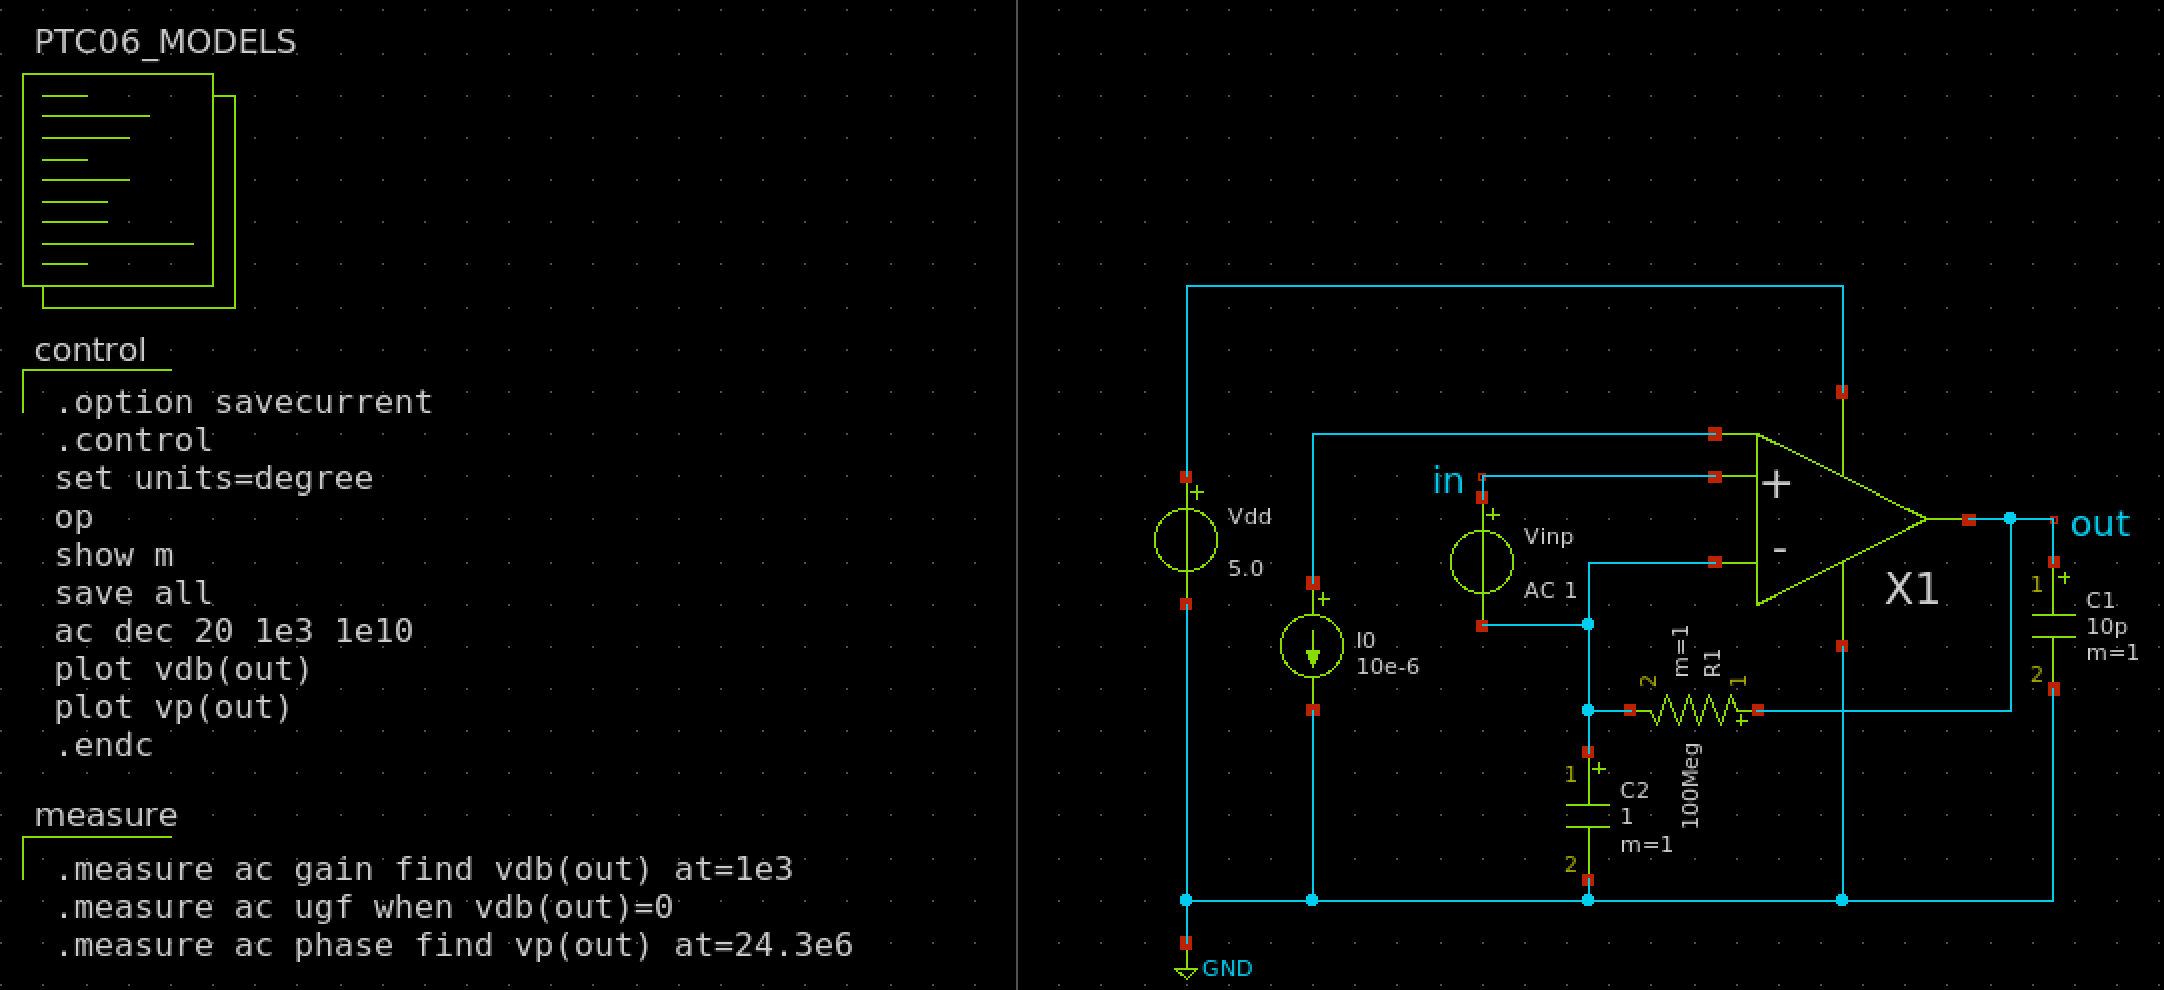 PTC06_MODELS
control
.option savecurrent
.control
set units=degree
op
show m
save all
ac dec 20 1e3 1e10
plot vdb(out)
plot vp(out)
.endc
measure
.measure ac gain find vdb(out) at=1e3
.measure ac ugf when vdb(out)=0
.measure ac phase find vp(out) at=24.3e6
+
Vdd
5.0
+
I0
10e-6
in
+
Vinp
AC 1
+
-
X1
out
1
+
C1
10p
m=1
2
2
m=1
R1
1
+
100Meg
1
+
C2
1
m=1
2
GND